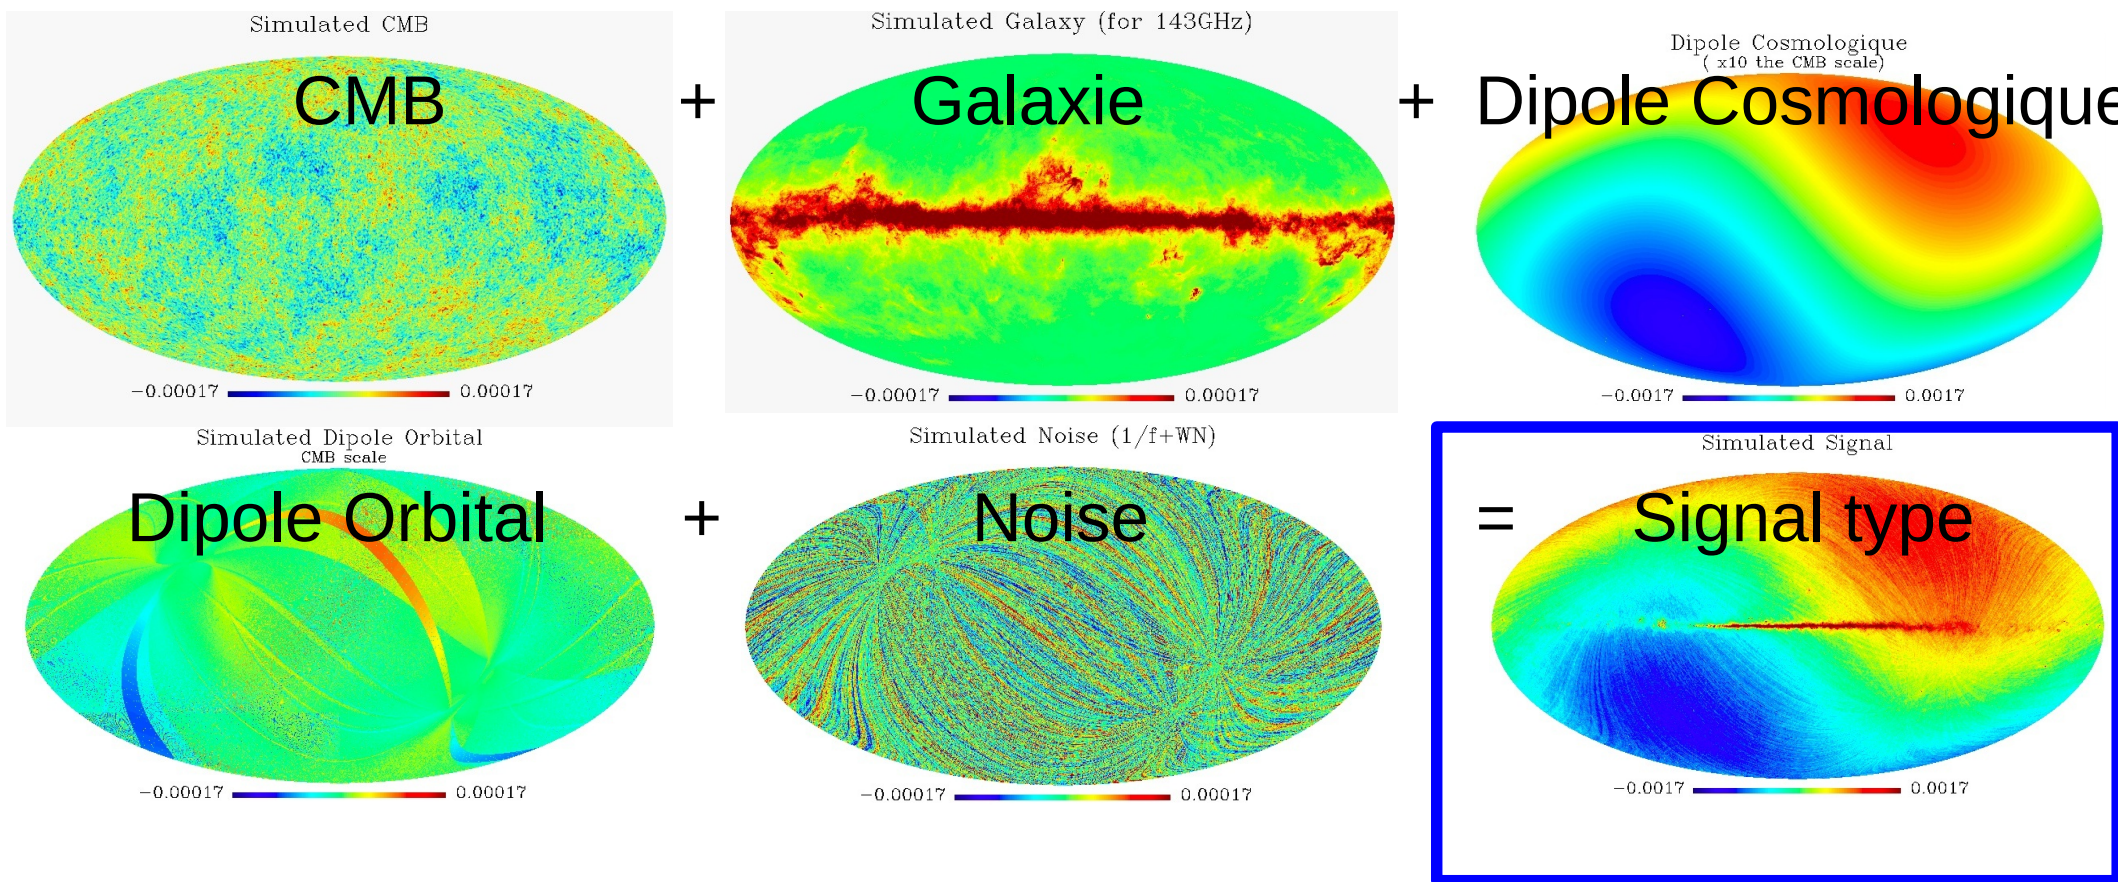 Simulated CMB
CMB
−0.00017 0.00017
+
Simulated Galaxy (for 143GHz)
Galaxie
−0.00017 0.00017
+
Dipole Cosmologique
( x10 the CMB scale)
Dipole Cosmologique
−0.0017 0.0017
Simulated Dipole Orbital
CMB scale
Dipole Orbital
−0.00017 0.00017
+
Simulated Noise (1/f+WN)
Noise
−0.00017 0.00017
=
Simulated Signal
Signal type
−0.0017 0.0017